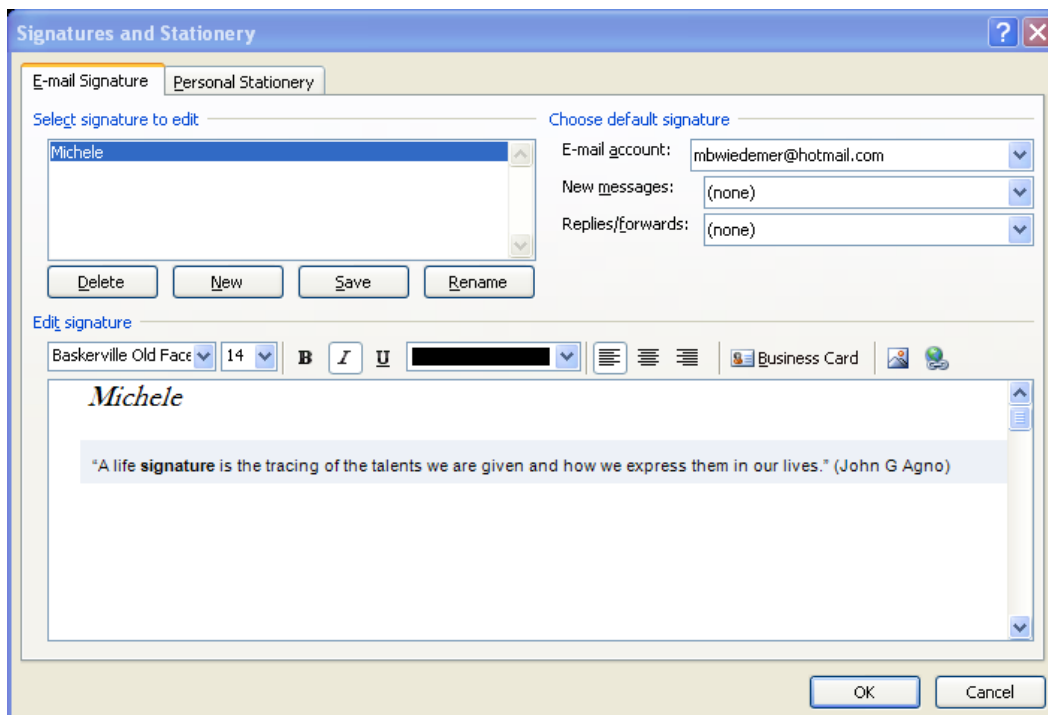 Signatures and Stationery
E-mail Signature
Personal Stationery
Select signature to edit
Michele
Delete
New
Save
Rename
Choose default signature
E-mail account:
mbwiedemer@hotmail.com
New messages:
(none)
Replies/forwards:
(none)
Edit signature
Baskerville Old Face
14
B
I
U
Business Card
Michele
“A life signature is the tracing of the talents we are given and how we express them in our lives.” (John G Agno)
OK
Cancel